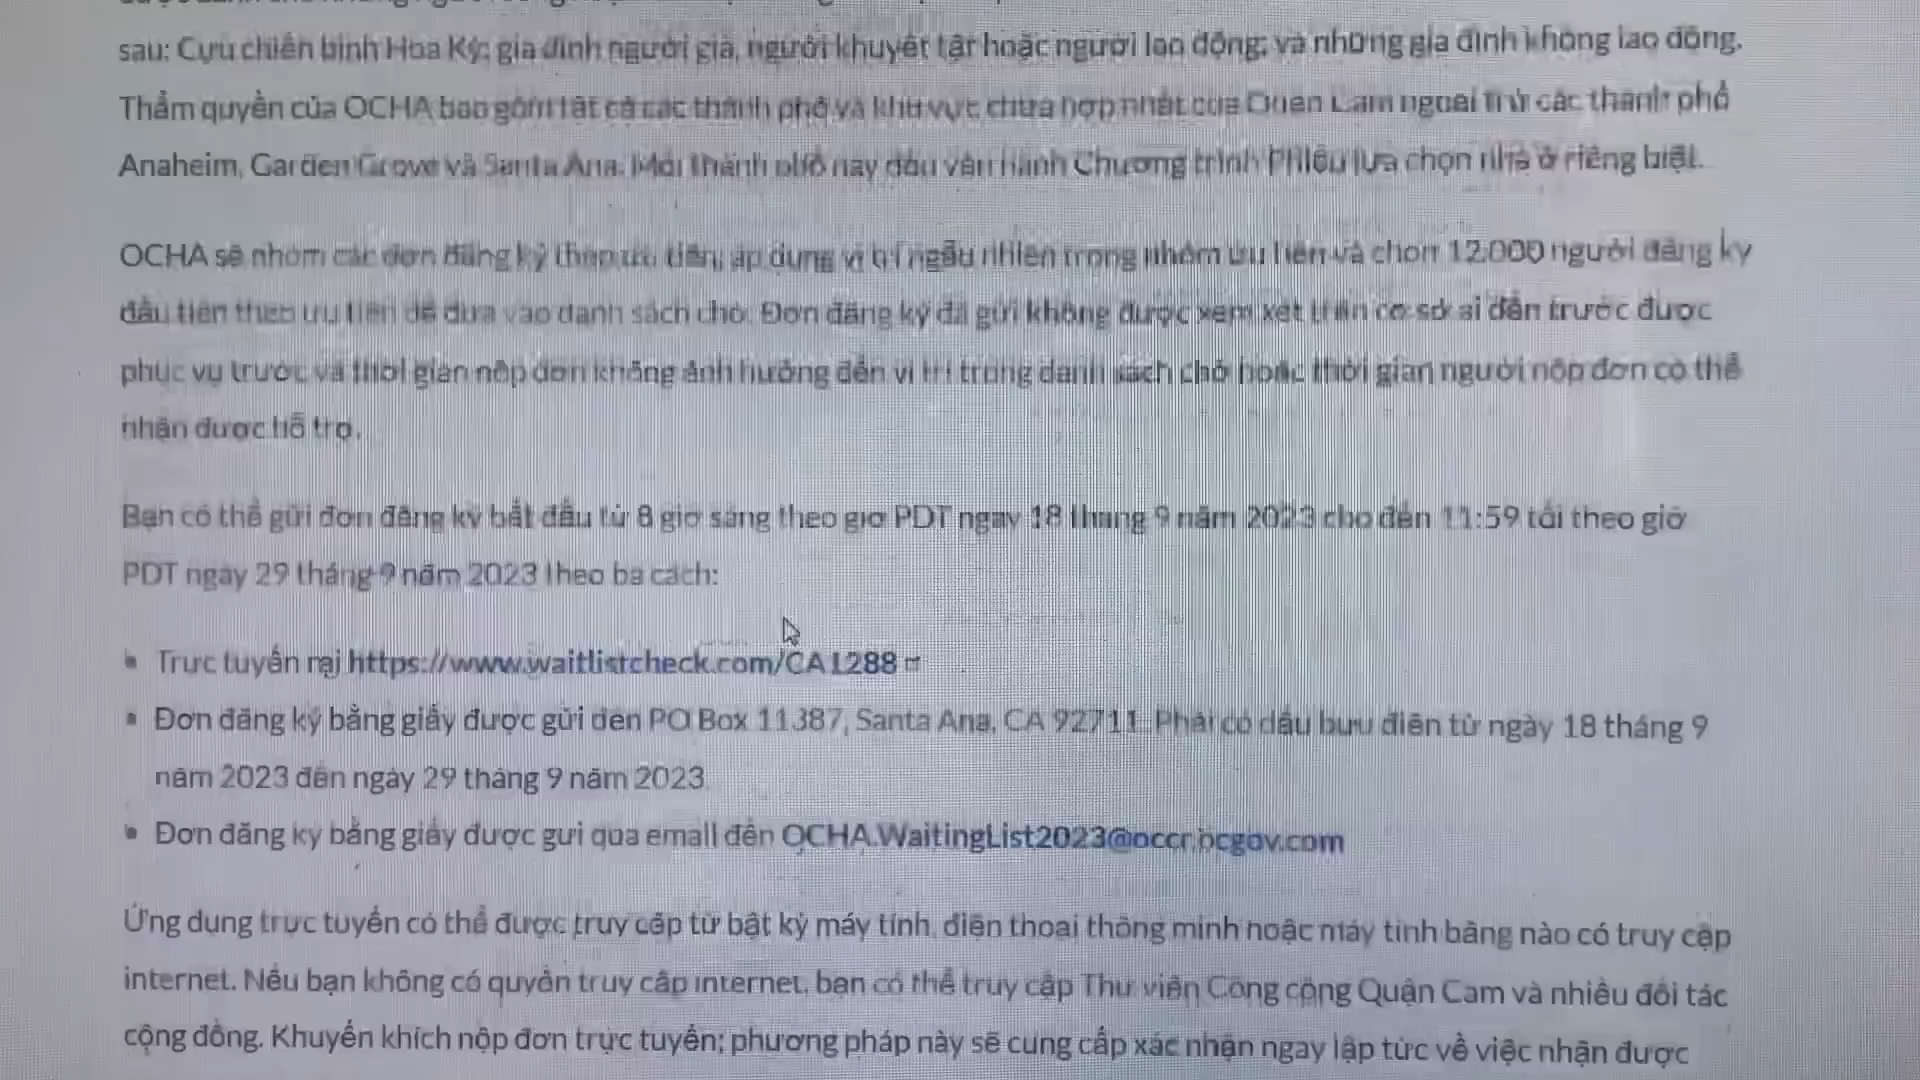 sau: Cựu chiến binh Hoa Kỳ; gia đình người già, người khuyết tật hoặc người lao động; và những gia đình không lao động.
Thẩm quyền của OCHA bao gồm tất cả các thành phố và khu vực chưa hợp nhất của Quận Cam ngoại trừ các thành phố
Anaheim, Garden Grove và Santa Ana. Mỗi thành phố này đều vận hành Chương trình Phiếu lựa chọn nhà ở riêng biệt.
OCHA sẽ nhóm các đơn đăng ký theo ưu tiên, áp dụng vị trí ngẫu nhiên trong nhóm ưu tiên và chọn 12.000 người đăng ký
đầu tiên theo ưu tiên để đưa vào danh sách chờ. Đơn đăng ký đã gửi không được xem xét trên cơ sở ai đến trước được
phục vụ trước và thời gian nộp đơn không ảnh hưởng đến vị trí trong danh sách chờ hoặc thời gian người nộp đơn có thể
nhận được hỗ trợ.
Bạn có thể gửi đơn đăng ký bắt đầu từ 8 giờ sáng theo giờ PDT ngày 18 tháng 9 năm 2023 cho đến 11:59 tối theo giờ
PDT ngày 29 tháng 9 năm 2023 theo ba cách:
Trực tuyến tại https://www.waitlistcheck.com/CA1288
Đơn đăng ký bằng giấy được gửi đến PO Box 11387, Santa Ana, CA 92711. Phải có dấu bưu điện từ ngày 18 tháng 9
năm 2023 đến ngày 29 tháng 9 năm 2023
Đơn đăng ký bằng giấy được gửi qua email đến OCHA.WaitingList2023@occr.ocgov.com
Ứng dụng trực tuyến có thể được truy cập từ bất kỳ máy tính, điện thoại thông minh hoặc máy tính bảng nào có truy cập
internet. Nếu bạn không có quyền truy cập internet, bạn có thể truy cập Thư viện Công cộng Quận Cam và nhiều đối tác
cộng đồng. Khuyến khích nộp đơn trực tuyến; phương pháp này sẽ cung cấp xác nhận ngay lập tức về việc nhận được